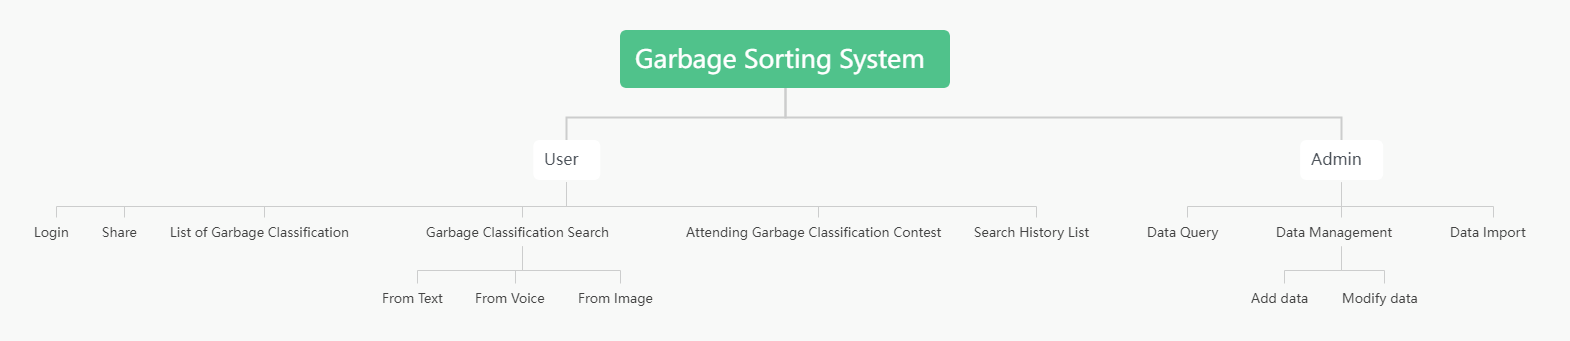 Garbage Sorting System
User
Admin
Login
Share
List of Garbage Classification
Garbage Classification Search
Attending Garbage Classification Contest
Search History List
Data Query
Data Management
Data Import
From Text
From Voice
From Image
Add data
Modify data